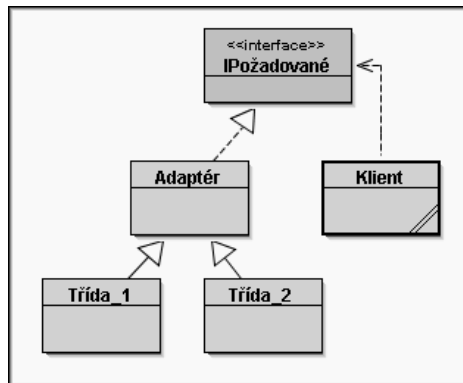 <<interface>>
IPožadované
Adaptér
Klient
Třída_1
Třída_2